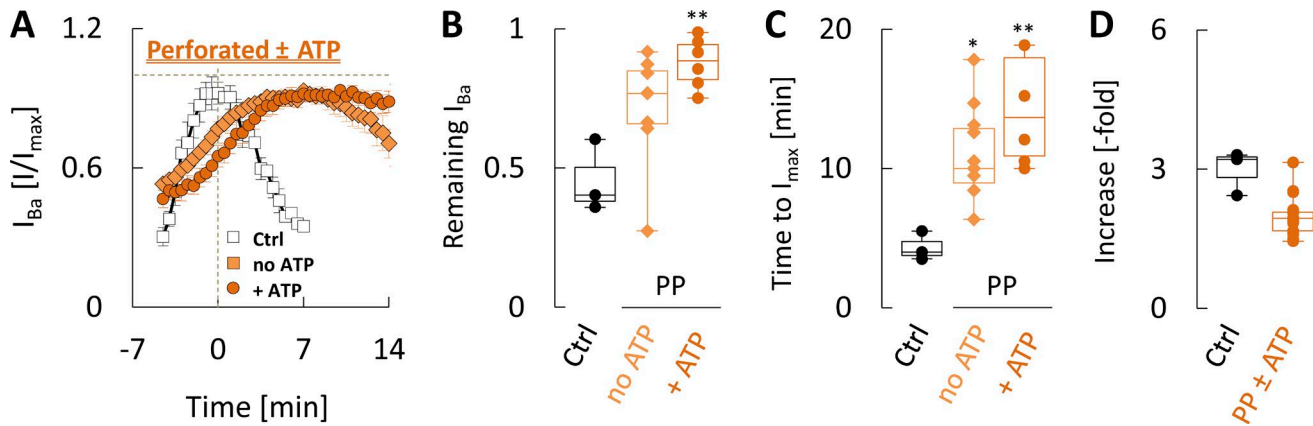 A
Perforated ± ATP
I_Ba [I/I_max]
1.2
0.6
0
-7
0
7
14
Time [min]
Ctrl
no ATP
+ ATP
B
Remaining I_Ba
1
0.5
0
**
PP
Ctrl
no ATP
+ ATP
C
Time to I_max [min]
20
10
0
*
**
PP
Ctrl
no ATP
+ ATP
D
Increase [-fold]
6
3
0
Ctrl
PP ± ATP